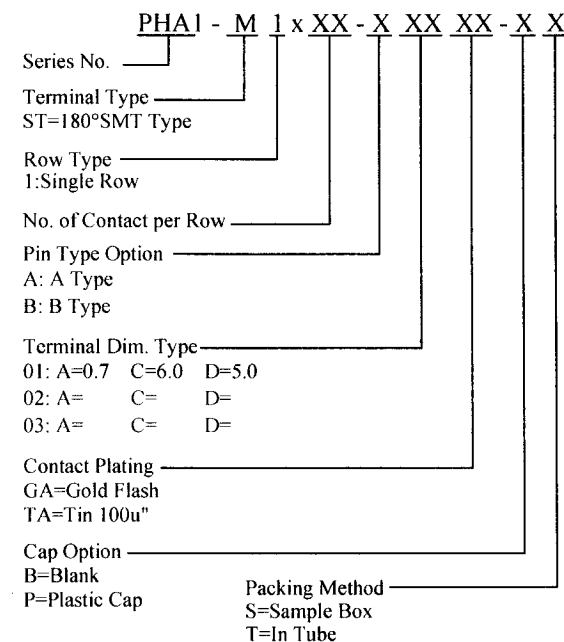 PHA1 - M 1 x XX - X XX XX - X X
Series No.
Terminal Type
ST=180°SMT Type
Row Type
1:Single Row
No. of Contact per Row
Pin Type Option
A: A Type
B: B Type
Terminal Dim. Type
01: A=0.7 C=6.0 D=5.0
02: A= C= D=
03: A= C= D=
Contact Plating
GA=Gold Flash
TA=Tin 100u"
Cap Option
B=Blank
P=Plastic Cap
Packing Method
S=Sample Box
T=In Tube